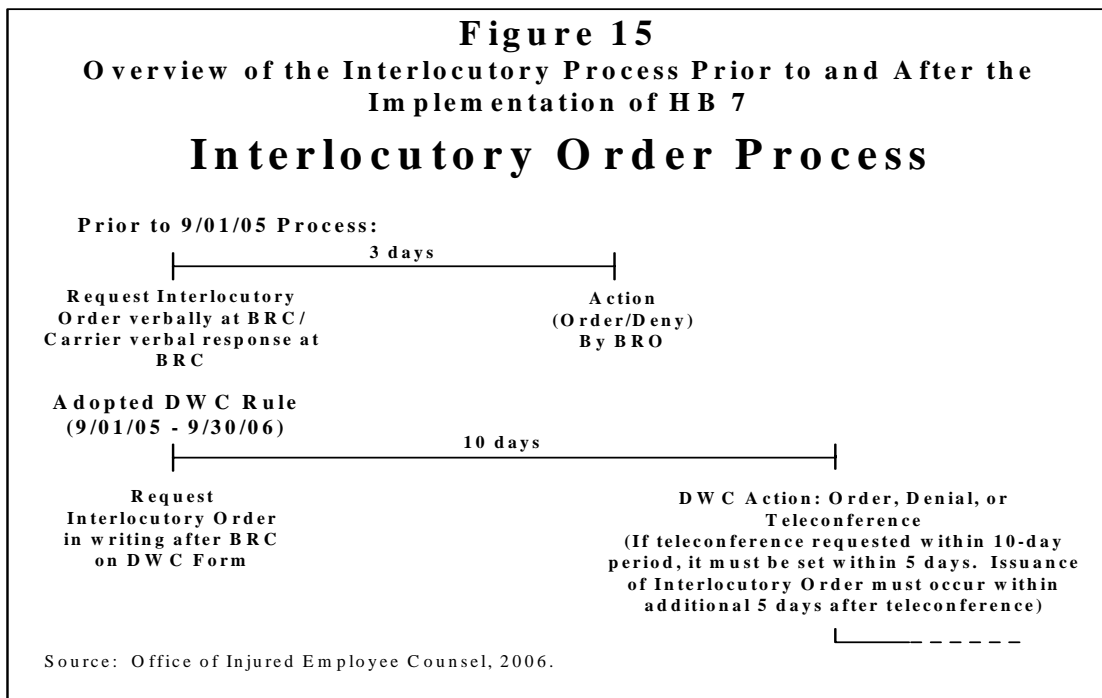 Figure 15
Overview of the Interlocutory Process Prior to and After the
Implementation of HB 7
Interlocutory Order Process
Prior to 9/01/05 Process:
3 days
Request Interlocutory
Order verbally at BRC/
Carrier verbal response at
BRC
Action
(Order/Deny)
By BRO
Adopted DWC Rule
(9/01/05 - 9/30/06)
10 days
Request
Interlocutory Order
in writing after BRC
on DWC Form
DWC Action: Order, Denial, or
Teleconference
(If teleconference requested within 10-day
period, it must be set within 5 days. Issuance
of Interlocutory Order must occur within
additional 5 days after teleconference)
Source: Office of Injured Employee Counsel, 2006.